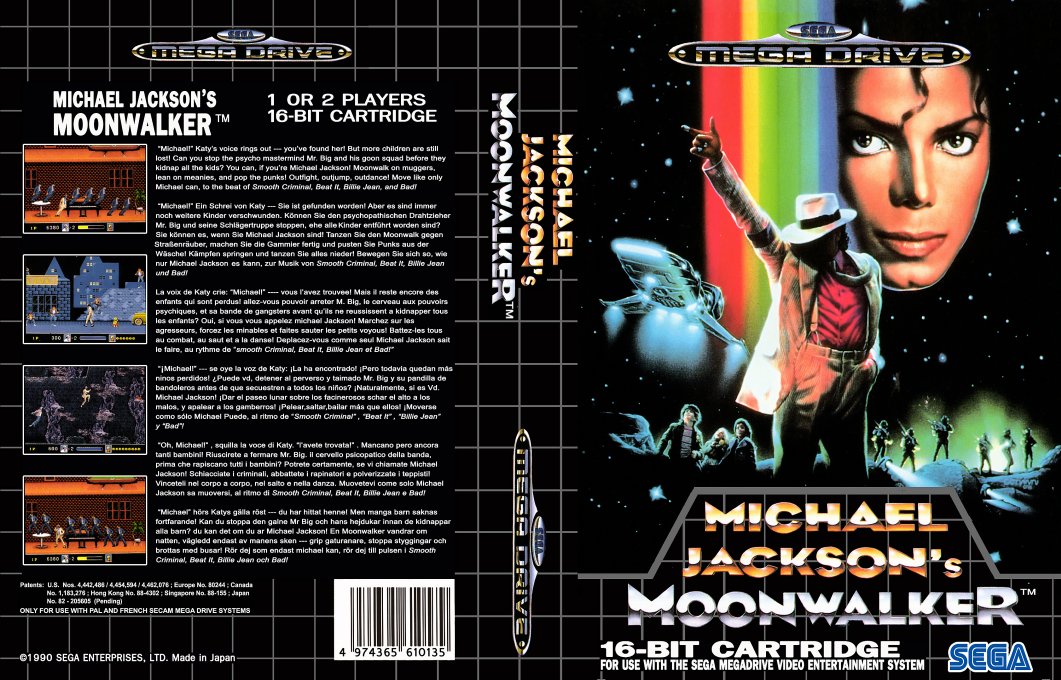 SEGA
MEGA DRIVE
MICHAEL JACKSON'S
MOONWALKER™
1 OR 2 PLAYERS
16-BIT CARTRIDGE
"Michael!" Katy's voice rings out --- you've found her! But more children are still
lost! Can you stop the psycho mastermind Mr. Big and his goon squad before they
kidnap all the kids? You can, if you're Michael Jackson! Moonwalk on muggers,
lean on meanies, and pop the punks! Outfight, outjump, outdance! Move like only
Michael can, to the beat of Smooth Criminal, Beat It, Billie Jean, and Bad!
"Michael!" Ein Schrei von Katy --- Sie ist gefunden worden! Aber es sind immer
noch weitere Kinder verschwunden. Können Sie den psychopathischen Drahtzieher
Mr. Big und seine Schlägertruppe stoppen, ehe alle Kinder entführt worden sind?
Sie können es, wenn Sie Michael Jackson sind! Tanzen Sie den Moonwalk gegen
Straßenräuber, machen Sie die Gammier fertig und pusten Sie Punks aus der
Wäsche! Kämpfen springen und tanzen Sie alles nieder! Bewegen Sie sich so, wie
nur Michael Jackson es kann, zur Musik von Smooth Criminal, Beat It, Billie Jean
und Bad!
La voix de Katy crie: "Michael!" ---- vous l'avez trouvee! Mais il reste encore des
enfants qui sont perdus! allez-vous pouvoir arreter M. Big, le cerveau aux pouvoirs
psychiques, et sa bande de gangsters avant qu'ils ne reussissent a kidnapper tous
les enfants? Oui, si vous vous appelez michael Jackson! Marchez sur les
agresseurs, forcez les minables et faites sauter les petits voyous! Battez-les tous
au combat, au saut et a la danse! Deplacez-vous comme seul Michael Jackson sait
le faire, au rythme de "smooth Criminal, Beat It, Billie Jean et Bad!"
"¡Michael!" --- se oye la voz de Katy: ¡La ha encontrado! ¡Pero todavia quedan más
ninos perdidos! ¿Puede vd, detener al perverso y taimado Mr. Big y su pandilla de
bandoleros antes de que secuestren a todos los niños? ¡Naturalmente, si es Vd.
Michael Jackson! ¡Dar el paseo lunar sobre los facinerosos schar el alto a los
malos, y apalear a los gamberros! ¡Pelear,saltar,bailar más que ellos! ¡Moverse
como sólo Michael Puede, al ritmo de "Smooth Criminal" , "Beat It" , "Billie Jean"
y "Bad"!
"Oh, Michael!" , squilla la voce di Katy. "l'avete trovata!" . Mancano pero ancora
tanti bambini! Riuscirete a fermare Mr. Big. il cervello psicopatico della banda,
prima che rapiscano tutti i bambini? Potrete certamente, se vi chiamate Michael
Jackson! Schiacciate i criminali, abbattete i rapinatori e polverizzate i teppisti!
Vinceteli nel corpo a corpo, nel salto e nella danza. Muovetevi come solo Michael
Jackson sa muoversi, al ritmo di Smooth Criminal, Beat It, Billie Jean e Bad!
"Michael" hörs Katys gälla röst --- du har hittat henne! Men manga barn saknas
fortfarande! Kan du stoppa den galne Mr Big och hans hejdukar innan de kidnappar
alla barn? du kan det om du ar Michael Jackson! En Moonwalker vandrar om
natten, vägledd endast av manens sken --- grip gaturanare, stoppa styggingar och
brottas med busar! Rör dej som endast michael kan, rör dej till pulsen i Smooth
Criminal, Beat It, Billie Jean och Bad!
Patents: U.S. Nos. 4,442,486 / 4,454,594 / 4,462,076 ; Europe No. 80244 ; Canada
No. 1,183,276 ; Hong Kong No. 88-4302 ; Singapore No. 88-155 ; Japan
No. 82 - 205605 (Pending)
ONLY FOR USE WITH PAL AND FRENCH SECAM MEGA DRIVE SYSTEMS
©1990 SEGA ENTERPRISES, LTD. Made in Japan
4 974365 610135
MICHAEL
JACKSON's
MOONWALKER™
SEGA
MEGA DRIVE
SEGA
MEGA DRIVE
MICHAEL
JACKSON's
MOONWALKER™
16-BIT CARTRIDGE
FOR USE WITH THE SEGA MEGADRIVE VIDEO ENTERTAINMENT SYSTEM
SEGA